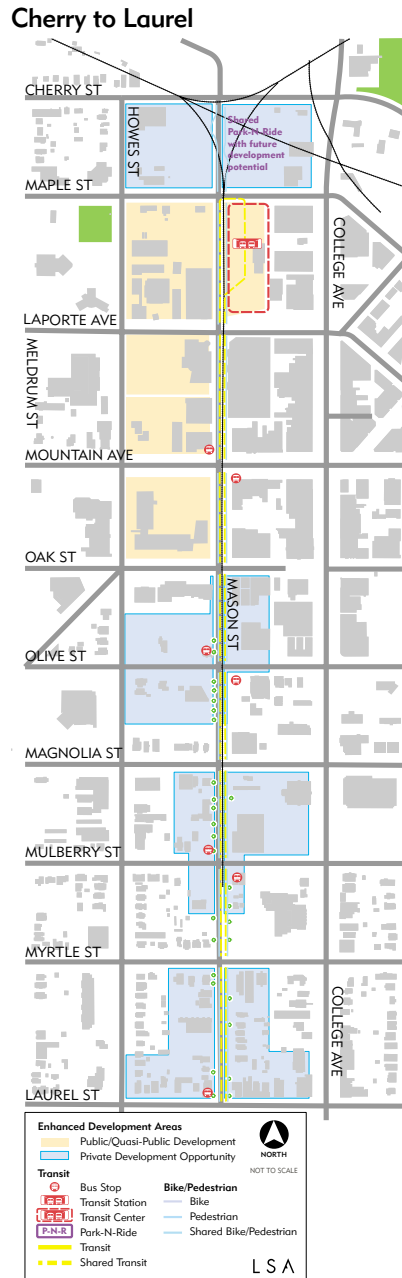 Cherry to Laurel
CHERRY ST
HOWES ST
Shared
Park-N-Ride
with future
development
potential
MAPLE ST
COLLEGE AVE
LAPORTE AVE
MELDRUM ST
MOUNTAIN AVE
OAK ST
MASON ST
OLIVE ST
MAGNOLIA ST
MULBERRY ST
MYRTLE ST
COLLEGE AVE
LAUREL ST
Enhanced Development Areas
Public/Quasi-Public Development
Private Development Opportunity
NORTH
NOT TO SCALE
Transit
Bus Stop
Transit Station
Transit Center
P-N-R Park-N-Ride
Transit
Shared Transit
Bike/Pedestrian
Bike
Pedestrian
Shared Bike/Pedestrian
LSA